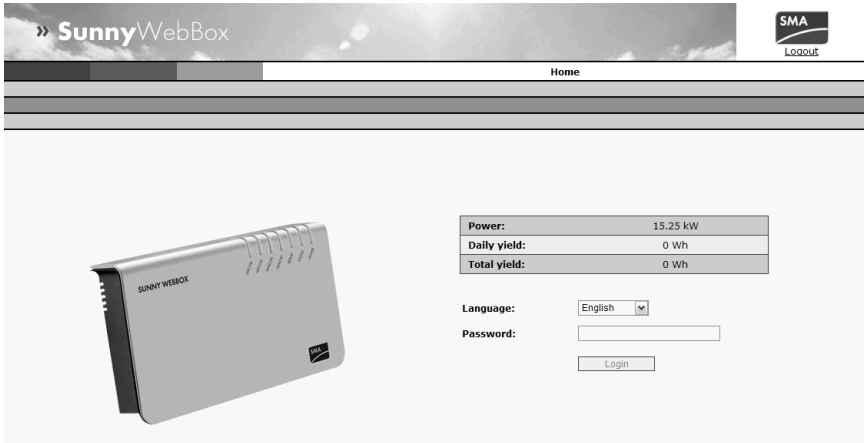 » SunnyWebBox
SMA
Logout
Home
Power: 15.25 kW
Daily yield: 0 Wh
Total yield: 0 Wh
SUNNY WEBBOX
SMA
Language: English
Password:
Login